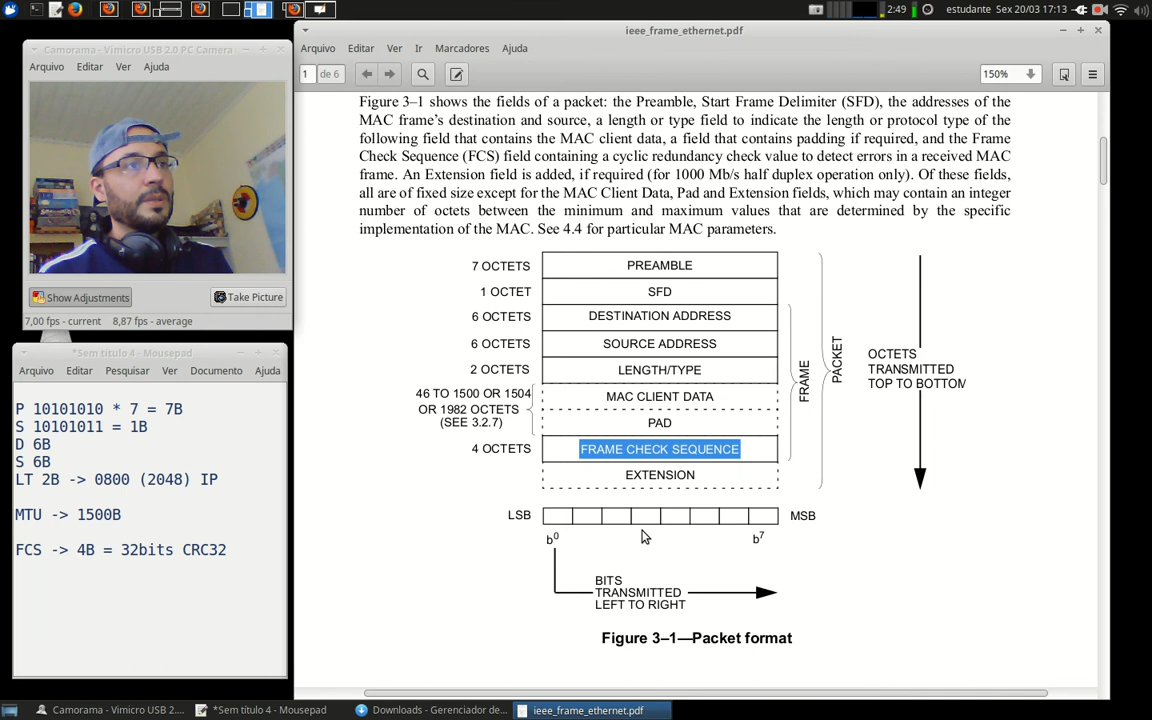 2:49
estudante Sex 20/03 17:13
Camorama - Vimicro USB 2.0 PC Camera
Arquivo Editar Ver Ajuda
Show Adjustments
Take Picture
7,00 fps - current 8,87 fps - average
*Sem título 4 - Mousepad
Arquivo Editar Pesquisar Ver Documento Ajuda
P 10101010 * 7 = 7B
S 10101011 = 1B
D 6B
S 6B
LT 2B -> 0800 (2048) IP
MTU -> 1500B
FCS -> 4B = 32bits CRC32
ieee_frame_ethernet.pdf
Arquivo Editar Ver Ir Marcadores Ajuda
1 de 6
150%
Figure 3–1 shows the fields of a packet: the Preamble, Start Frame Delimiter (SFD), the addresses of the
MAC frame's destination and source, a length or type field to indicate the length or protocol type of the
following field that contains the MAC client data, a field that contains padding if required, and the Frame
Check Sequence (FCS) field containing a cyclic redundancy check value to detect errors in a received MAC
frame. An Extension field is added, if required (for 1000 Mb/s half duplex operation only). Of these fields,
all are of fixed size except for the MAC Client Data, Pad and Extension fields, which may contain an integer
number of octets between the minimum and maximum values that are determined by the specific
implementation of the MAC. See 4.4 for particular MAC parameters.
7 OCTETS PREAMBLE
1 OCTET SFD
6 OCTETS DESTINATION ADDRESS
6 OCTETS SOURCE ADDRESS
2 OCTETS LENGTH/TYPE
46 TO 1500 OR 1504
OR 1982 OCTETS
(SEE 3.2.7)
MAC CLIENT DATA
PAD
4 OCTETS FRAME CHECK SEQUENCE
EXTENSION
FRAME
PACKET
OCTETS
TRANSMITTED
TOP TO BOTTOM
LSB MSB
b0 b7
BITS
TRANSMITTED
LEFT TO RIGHT
Figure 3–1—Packet format
Camorama - Vimicro USB 2....
*Sem título 4 - Mousepad
Downloads - Gerenciador de...
ieee_frame_ethernet.pdf